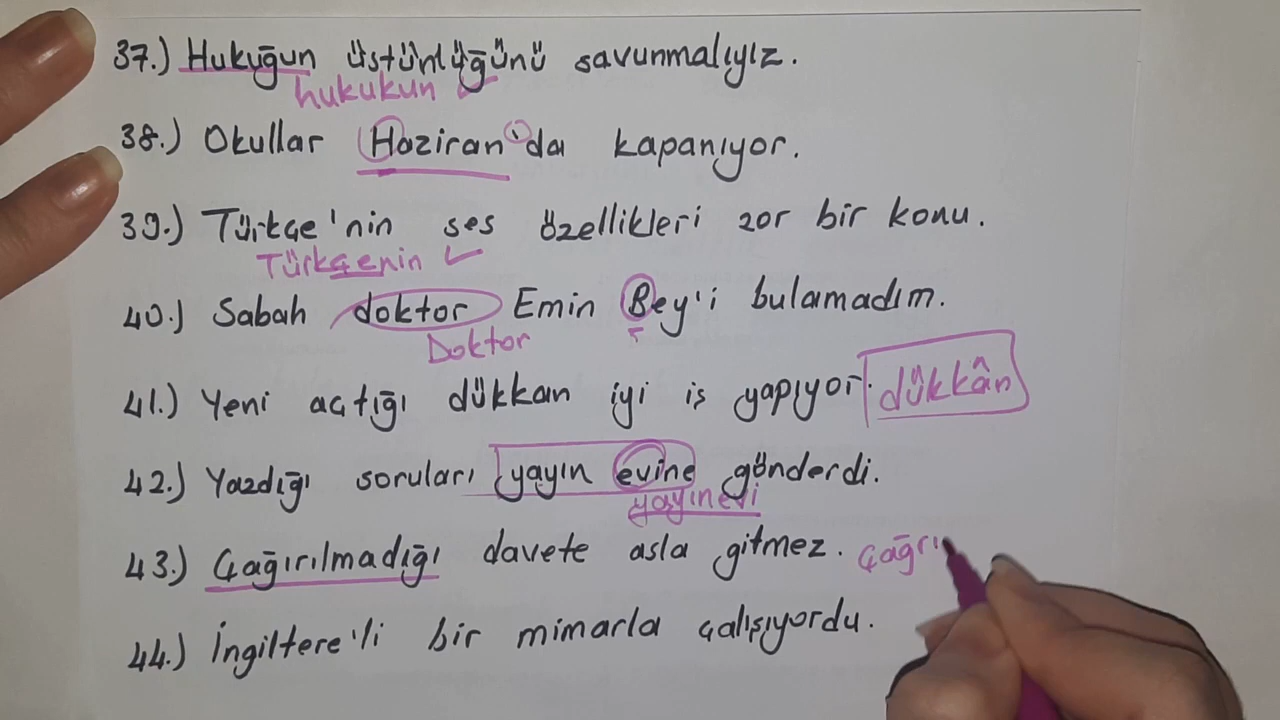 37.) Hukuğun üstünlüğünü savunmalıyız.
hukukun ✓
38.) Okullar Haziran'da kapanıyor.
39.) Türkçe'nin ses özellikleri zor bir konu.
Türkçenin ✓
40.) Sabah doktor Emin Bey'i bulamadım.
Doktor
41.) Yeni açtığı dükkan iyi iş yapıyor. dükkân
42.) Yazdığı soruları yayın evine gönderdi.
yayınevi
43.) Çağırılmadığı davete asla gitmez. çağrı
44.) İngiltere'li bir mimarla çalışıyordu.